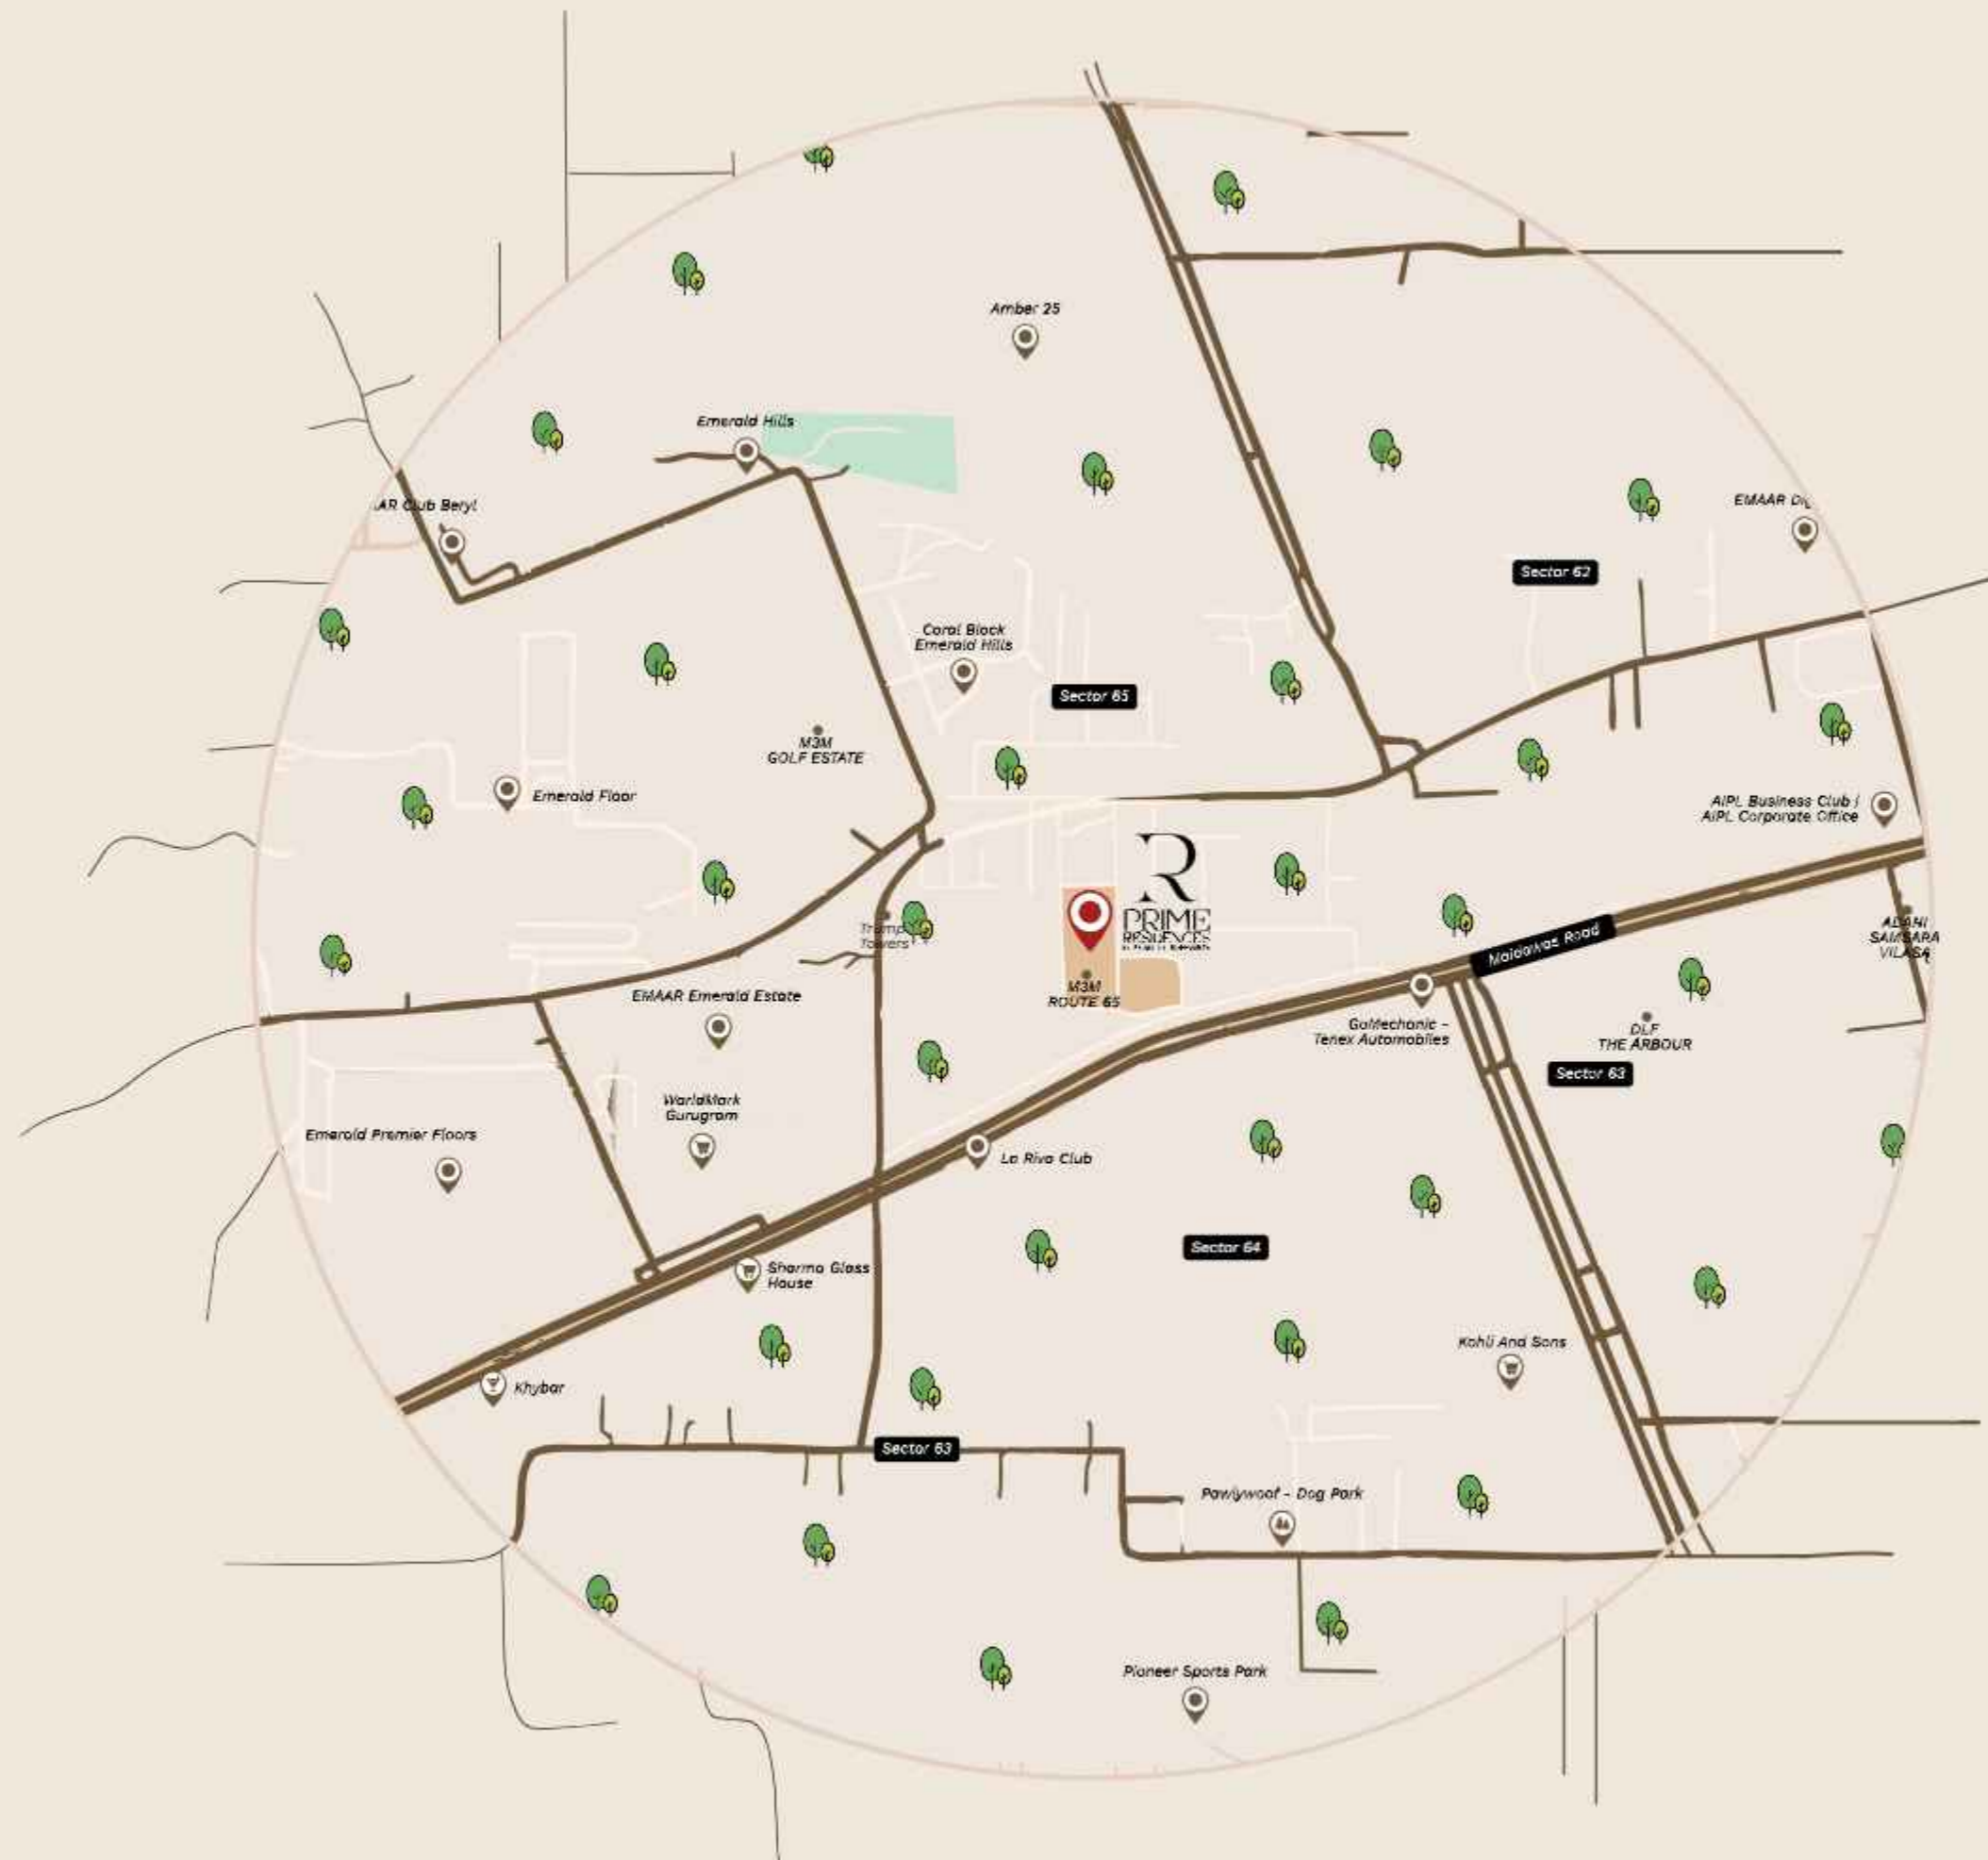 Amber 25
Emerald Hills
AR Club Beryl
EMAAR
Sector 62
Coral Block
Emerald Hills
Sector 65
M3M
GOLF ESTATE
Emerald Floor
AIPL Business Club /
AIPL Corporate Office
R
PRIME
RESIDENCES
Trump
Towers
ADANI
SAMSARA
VILASA
Maidawas Road
M3M
ROUTE 65
EMAAR Emerald Estate
GoMechanic -
Tenex Automobiles
DLF
THE ARBOUR
Sector 63
WorldMark
Gurugram
Emerald Premier Floors
La Riva Club
Sector 64
Sharma Glass
House
Kohli And Sons
Khybar
Sector 63
Pawlywoof - Dog Park
Pioneer Sports Park